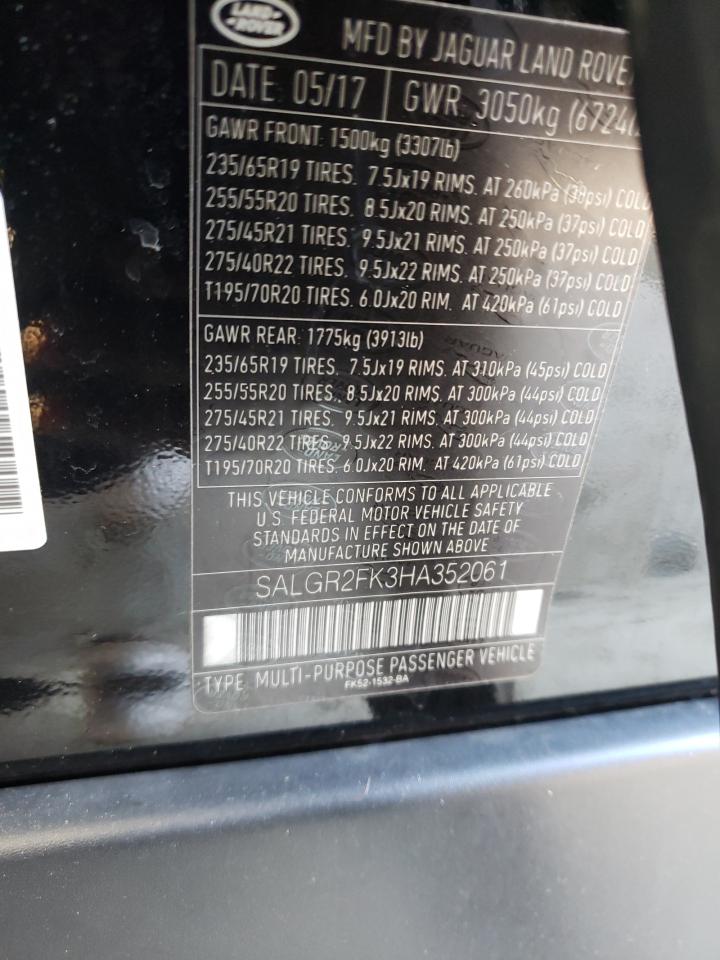 LAND
ROVER
MFD BY JAGUAR LAND ROVE
DATE 05/17 GWR 3050kg (6724
GAWR FRONT 1500kg (3307lb)
235/65R19 TIRES. 7.5Jx19 RIMS. AT 260kPa (38psi) COLD
255/55R20 TIRES. 8.5Jx20 RIMS. AT 250kPa (37psi) COLD
275/45R21 TIRES. 9.5Jx21 RIMS. AT 250kPa (37psi) COLD
275/40R22 TIRES. 9.5Jx22 RIMS. AT 250kPa (37psi) COLD
T195/70R20 TIRES. 6.0Jx20 RIM. AT 420kPa (61psi) COLD
GAWR REAR 1775kg (3913lb)
235/65R19 TIRES. 7.5Jx19 RIMS. AT 310kPa (45psi) COLD
255/55R20 TIRES. 8.5Jx20 RIMS. AT 300kPa (44psi) COLD
275/45R21 TIRES. 9.5Jx21 RIMS. AT 300kPa (44psi) COLD
275/40R22 TIRES. 9.5Jx22 RIMS. AT 300kPa (44psi) COLD
T195/70R20 TIRES. 6.0Jx20 RIM. AT 420kPa (61psi) COLD
THIS VEHICLE CONFORMS TO ALL APPLICABLE
U.S. FEDERAL MOTOR VEHICLE SAFETY
STANDARDS IN EFFECT ON THE DATE OF
MANUFACTURE SHOWN ABOVE
SALGR2FK3HA352061
TYPE MULTI-PURPOSE PASSENGER VEHICLE
FK52-1532-BA